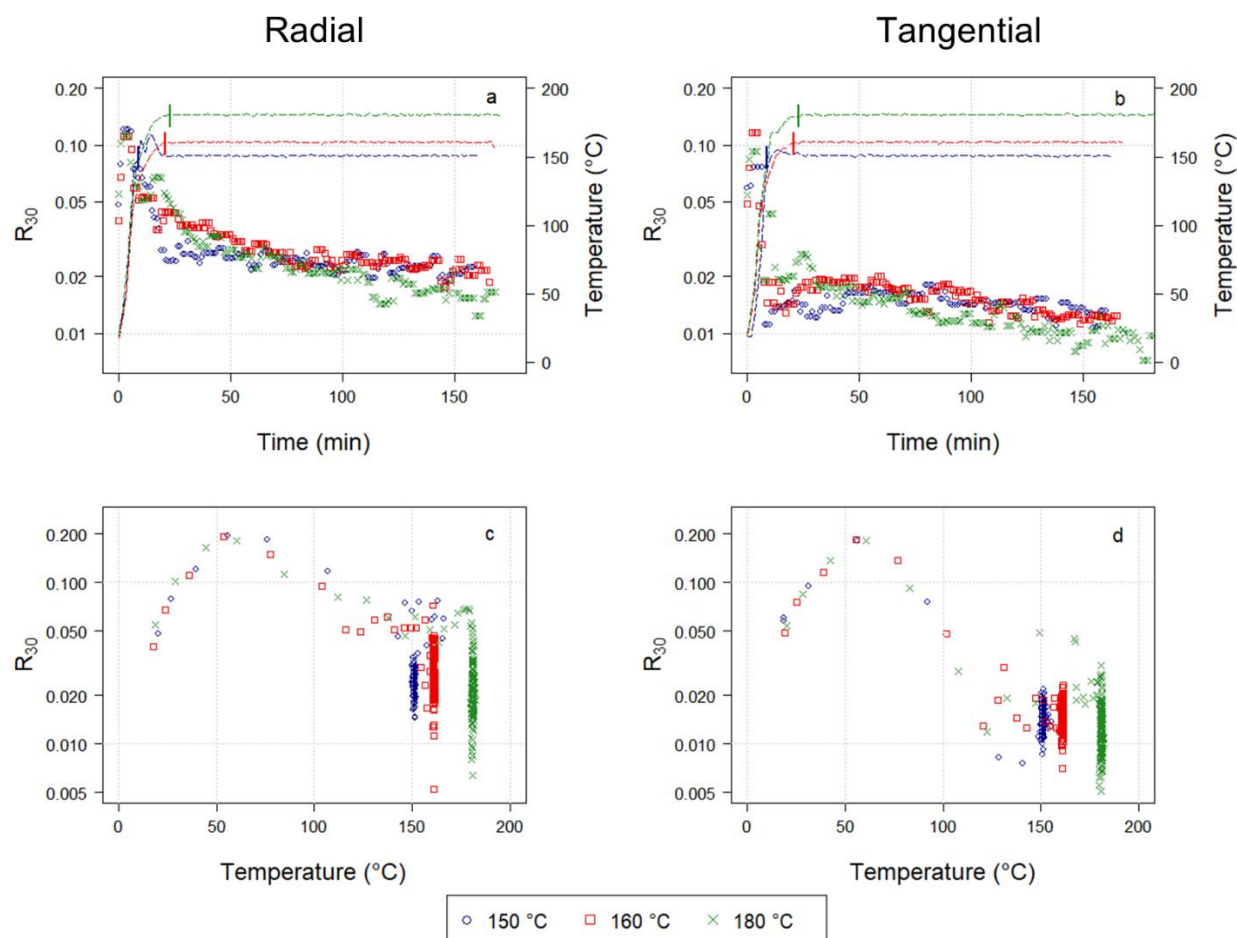 Radial
Tangential
a
0.20
0.10
0.05
0.02
0.01
R30
200
150
100
50
0
Temperature (°C)
0 50 100 150
Time (min)
b
0.20
0.10
0.05
0.02
0.01
R30
200
150
100
50
0
Temperature (°C)
0 50 100 150
Time (min)
c
0.200
0.100
0.050
0.020
0.010
0.005
R30
0 50 100 150 200
Temperature (°C)
d
0.200
0.100
0.050
0.020
0.010
0.005
R30
0 50 100 150 200
Temperature (°C)
150 °C 160 °C 180 °C